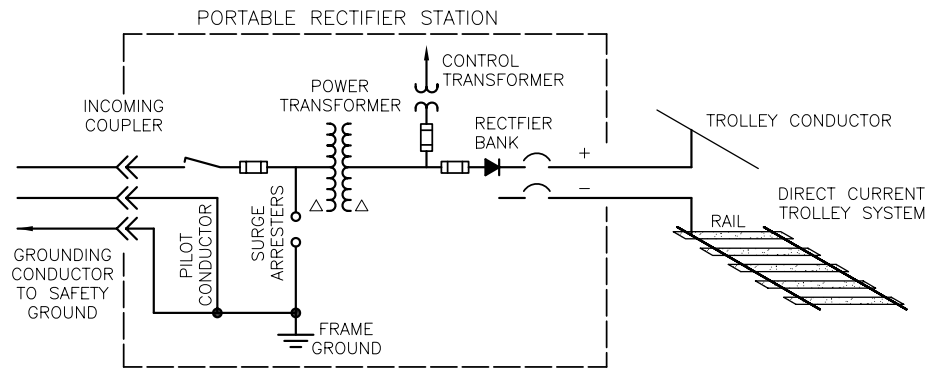 PORTABLE RECTIFIER STATION
INCOMING
COUPLER
POWER
TRANSFORMER
CONTROL
TRANSFORMER
RECTFIER
BANK
+
−
TROLLEY CONDUCTOR
DIRECT CURRENT
TROLLEY SYSTEM
RAIL
△
△
PILOT
CONDUCTOR
SURGE
ARRESTERS
GROUNDING
CONDUCTOR
TO SAFETY
GROUND
FRAME
GROUND